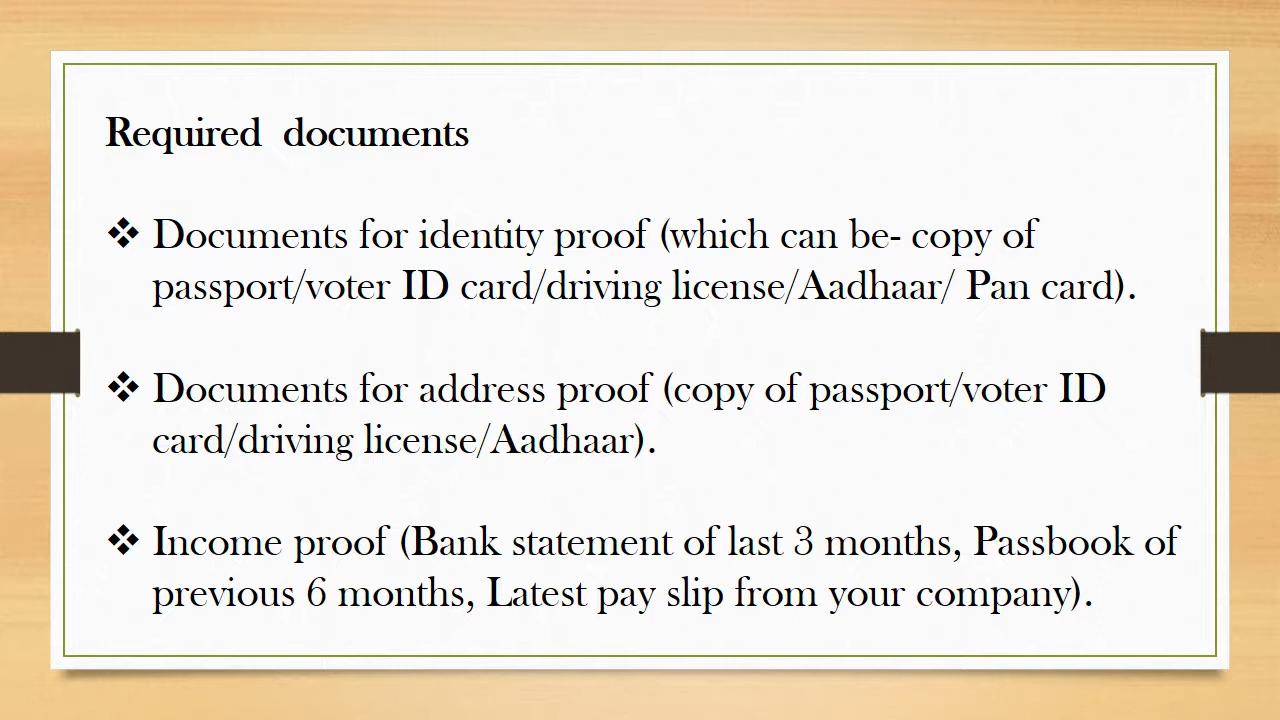 Required documents
❖ Documents for identity proof (which can be- copy of
passport/voter ID card/driving license/Aadhaar/ Pan card).
❖ Documents for address proof (copy of passport/voter ID
card/driving license/Aadhaar).
❖ Income proof (Bank statement of last 3 months, Passbook of
previous 6 months, Latest pay slip from your company).